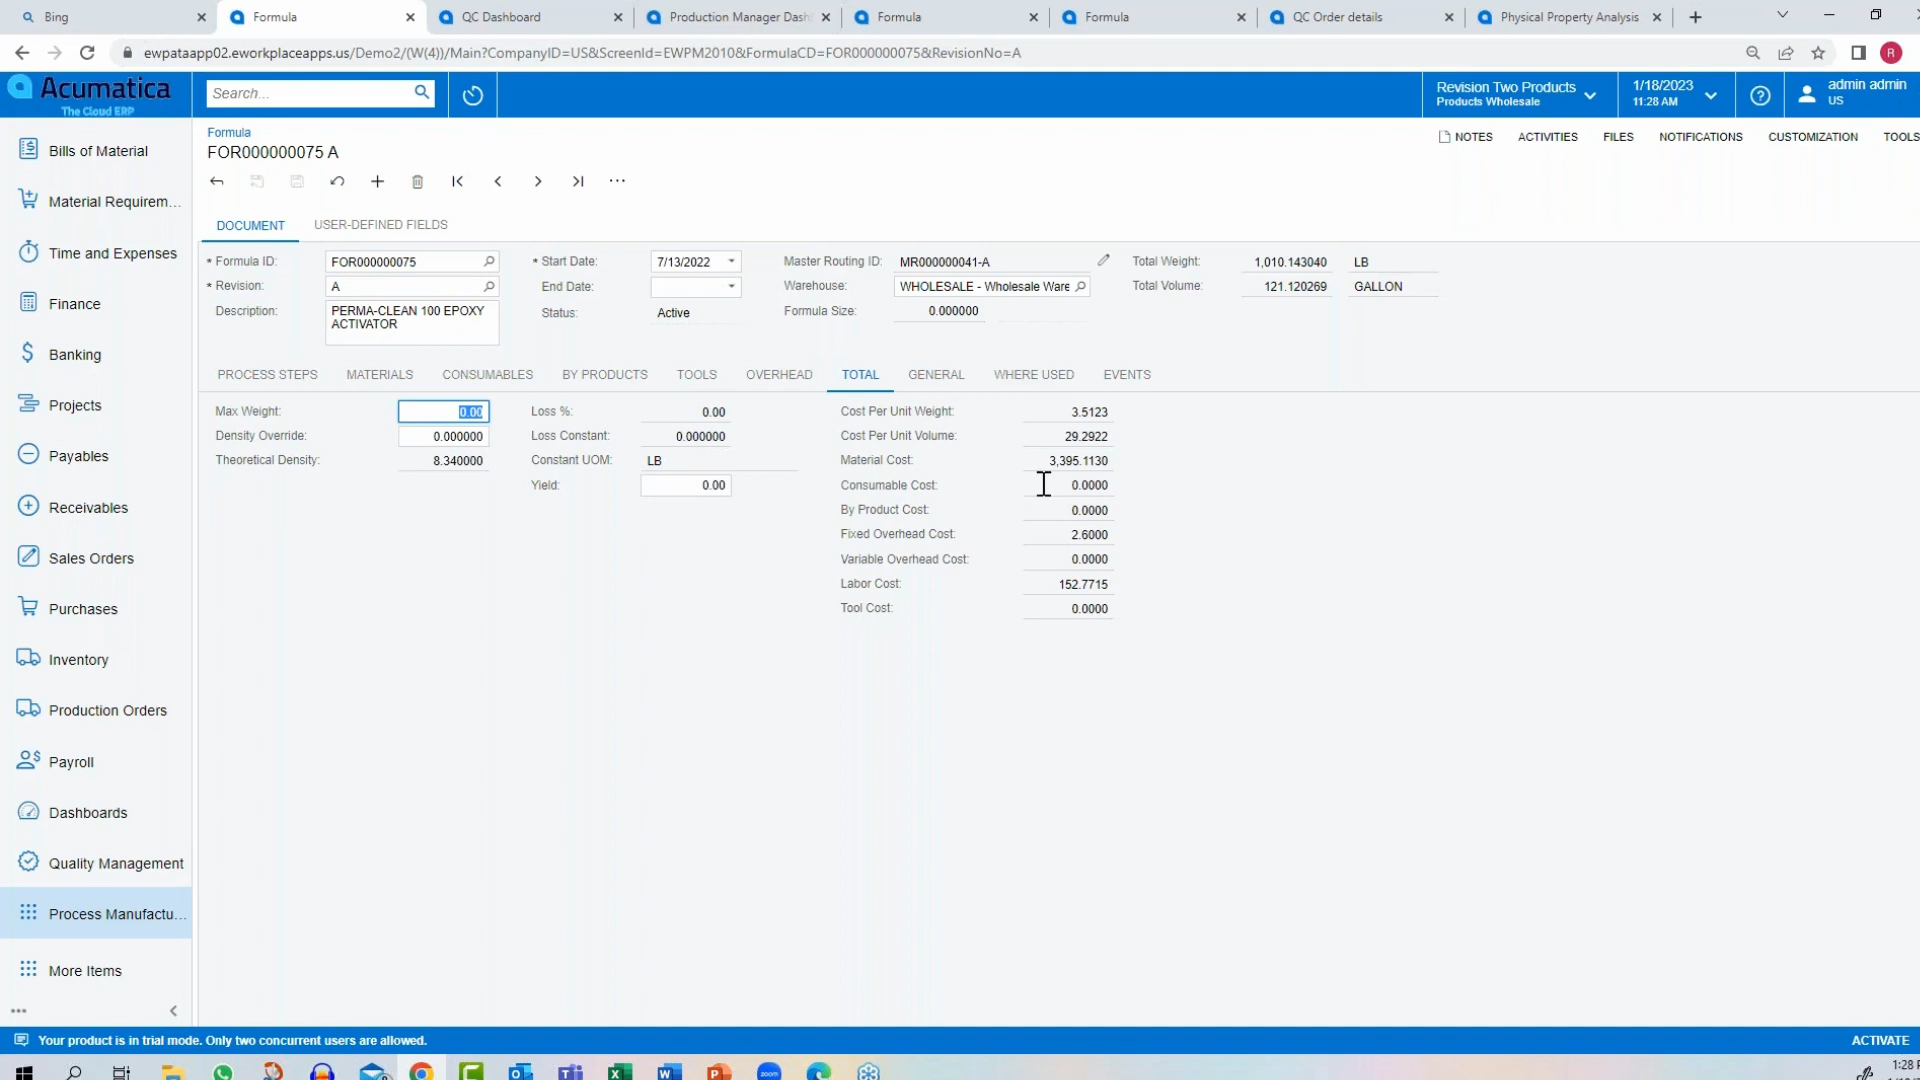 Bing
Formula
QC Dashboard
Production Manager Dash
Formula
Formula
QC Order details
Physical Property Analysis
ewpataapp02.eworkplaceapps.us/Demo2/(W(4))/Main?CompanyID=US&ScreenId=EWPM2010&FormulaCD=FOR000000075&RevisionNo=A
R
Acumatica
The Cloud ERP
Search...
Revision Two Products
Products Wholesale
1/18/2023
11:28 AM
admin admin
US
Bills of Material
Material Requirem...
Time and Expenses
Finance
Banking
Projects
Payables
Receivables
Sales Orders
Purchases
Inventory
Production Orders
Payroll
Dashboards
Quality Management
Process Manufactu...
More Items
Formula
FOR000000075 A
NOTES ACTIVITIES FILES NOTIFICATIONS CUSTOMIZATION TOOLS
DOCUMENT USER-DEFINED FIELDS
* Formula ID: FOR000000075
* Revision: A
Description: PERMA-CLEAN 100 EPOXY
ACTIVATOR
* Start Date: 7/13/2022
End Date:
Status: Active
Master Routing ID: MR000000041-A
Warehouse: WHOLESALE - Wholesale Ware
Formula Size: 0.000000
Total Weight: 1,010.143040 LB
Total Volume: 121.120269 GALLON
PROCESS STEPS MATERIALS CONSUMABLES BY PRODUCTS TOOLS OVERHEAD TOTAL GENERAL WHERE USED EVENTS
Max Weight: 0.00
Density Override: 0.000000
Theoretical Density: 8.340000
Loss %: 0.00
Loss Constant: 0.000000
Constant UOM: LB
Yield: 0.00
Cost Per Unit Weight: 3.5123
Cost Per Unit Volume: 29.2922
Material Cost: 3,395.1130
Consumable Cost: 0.0000
By Product Cost: 0.0000
Fixed Overhead Cost: 2.6000
Variable Overhead Cost: 0.0000
Labor Cost: 152.7715
Tool Cost: 0.0000
Your product is in trial mode. Only two concurrent users are allowed.
ACTIVATE
zoom
1:28